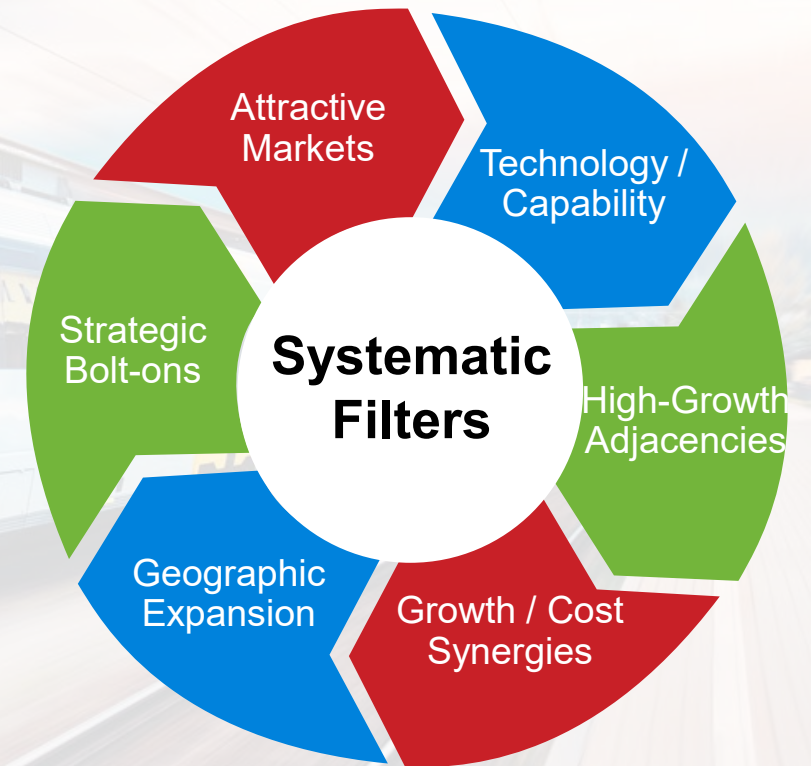 Attractive
Markets
Technology /
Capability
High-Growth
Adjacencies
Growth / Cost
Synergies
Geographic
Expansion
Strategic
Bolt-ons
Systematic
Filters